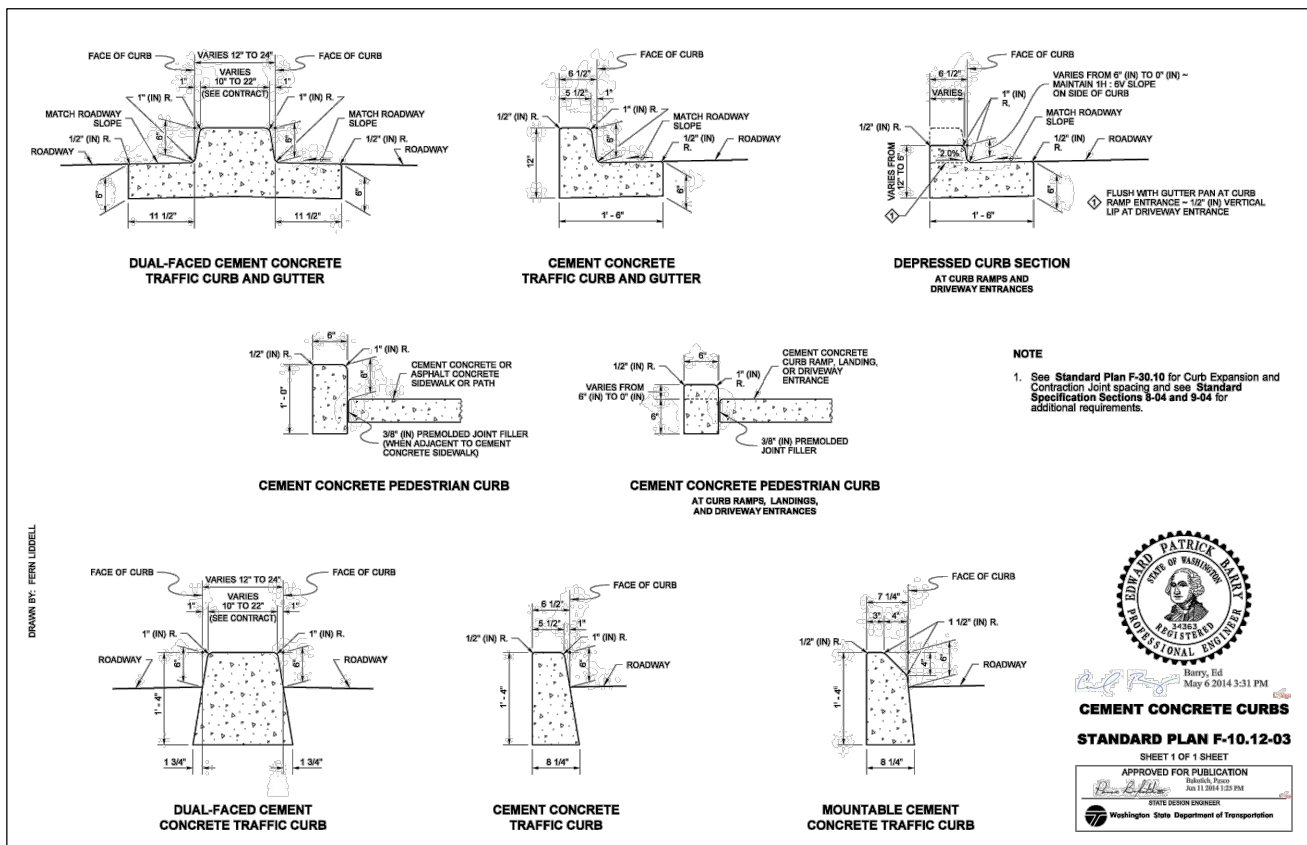 FACE OF CURB
VARIES 12" TO 24"
FACE OF CURB
1"
VARIES
10" TO 22"
(SEE CONTRACT)
1"
1" (IN) R.
1" (IN) R.
MATCH ROADWAY
SLOPE
MATCH ROADWAY
SLOPE
1/2" (IN) R.
1/2" (IN) R.
ROADWAY
ROADWAY
6"
6"
6"
6"
11 1/2"
11 1/2"
DUAL-FACED CEMENT CONCRETE
TRAFFIC CURB AND GUTTER
FACE OF CURB
6 1/2"
5 1/2"
1"
1" (IN) R.
1/2" (IN) R.
MATCH ROADWAY
SLOPE
1/2" (IN)
R.
ROADWAY
12"
6"
6"
1' - 6"
CEMENT CONCRETE
TRAFFIC CURB AND GUTTER
FACE OF CURB
6 1/2"
VARIES
VARIES FROM 6" (IN) TO 0" (IN) ~
MAINTAIN 1H : 6V SLOPE
ON SIDE OF CURB
1" (IN)
R.
MATCH ROADWAY
SLOPE
1/2" (IN) R.
1/2" (IN)
R.
ROADWAY
2.0%
VARIES FROM
12" TO 6"
6"
1
1' - 6"
1
FLUSH WITH GUTTER PAN AT CURB
RAMP ENTRANCE ~ 1/2" (IN) VERTICAL
LIP AT DRIVEWAY ENTRANCE
DEPRESSED CURB SECTION
AT CURB RAMPS AND
DRIVEWAY ENTRANCES
6"
1/2" (IN) R.
1" (IN) R.
6"
CEMENT CONCRETE OR
ASPHALT CONCRETE
SIDEWALK OR PATH
1' - 0"
3/8" (IN) PREMOLDED JOINT FILLER
(WHEN ADJACENT TO CEMENT
CONCRETE SIDEWALK)
CEMENT CONCRETE PEDESTRIAN CURB
6"
1/2" (IN) R.
1" (IN)
R.
CEMENT CONCRETE
CURB RAMP, LANDING,
OR DRIVEWAY
ENTRANCE
VARIES FROM
6" (IN) TO 0" (IN)
6"
3/8" (IN) PREMOLDED
JOINT FILLER
CEMENT CONCRETE PEDESTRIAN CURB
AT CURB RAMPS, LANDINGS,
AND DRIVEWAY ENTRANCES
NOTE
1. See Standard Plan F-30.10 for Curb Expansion and
Contraction Joint spacing and see Standard
Specification Sections 8-04 and 9-04 for
additional requirements.
DRAWN BY: FERN LIDDELL
FACE OF CURB
VARIES 12" TO 24"
FACE OF CURB
1"
VARIES
10" TO 22"
(SEE CONTRACT)
1"
1" (IN) R.
1" (IN) R.
ROADWAY
ROADWAY
6"
6"
1' - 4"
1 3/4"
1 3/4"
DUAL-FACED CEMENT
CONCRETE TRAFFIC CURB
FACE OF CURB
6 1/2"
5 1/2"
1"
1/2" (IN) R.
1" (IN) R.
6"
ROADWAY
1' - 4"
8 1/4"
CEMENT CONCRETE
TRAFFIC CURB
FACE OF CURB
7 1/4"
3"
4"
1/2" (IN) R.
1 1/2" (IN) R.
4"
6"
ROADWAY
1' - 4"
8 1/4"
MOUNTABLE CEMENT
CONCRETE TRAFFIC CURB
EDWARD PATRICK BARRY
STATE OF WASHINGTON
34363
REGISTERED
PROFESSIONAL ENGINEER
Barry, Ed
May 6 2014 3:31 PM
CEMENT CONCRETE CURBS
STANDARD PLAN F-10.12-03
SHEET 1 OF 1 SHEET
APPROVED FOR PUBLICATION
Bakotich, Pasco
Jun 11 2014 1:23 PM
STATE DESIGN ENGINEER
Washington State Department of Transportation